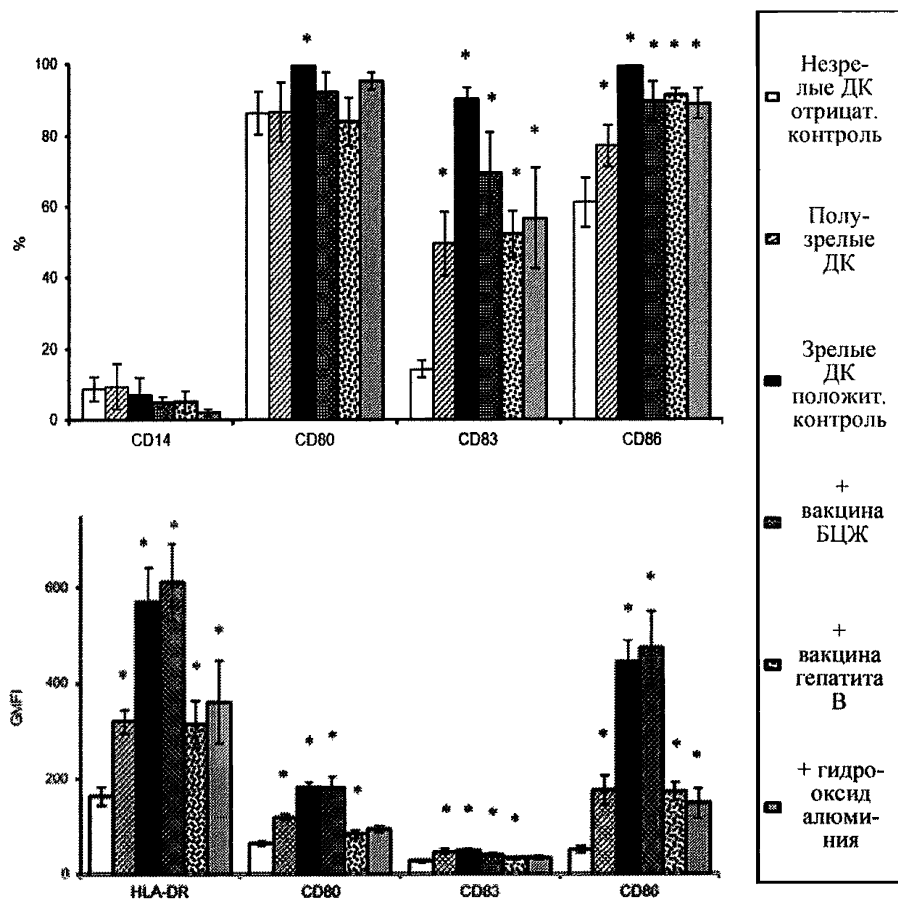 * *
* * * * *
* * *
100
80
60
40
20
0
%
CD14 CD80 CD83 CD86
* * * * * *
* * * * * * * * * * * * *
600
400
200
0
GMFI
HLA-DR CD80 CD83 CD86
Незре-
лые ДК
отрицат.
контроль
Полу-
зрелые
ДК
Зрелые
ДК
положит.
контроль
+
вакцина
БЦЖ
+
вакцина
гепатита
В
+ гидро-
оксид
алюми-
ния